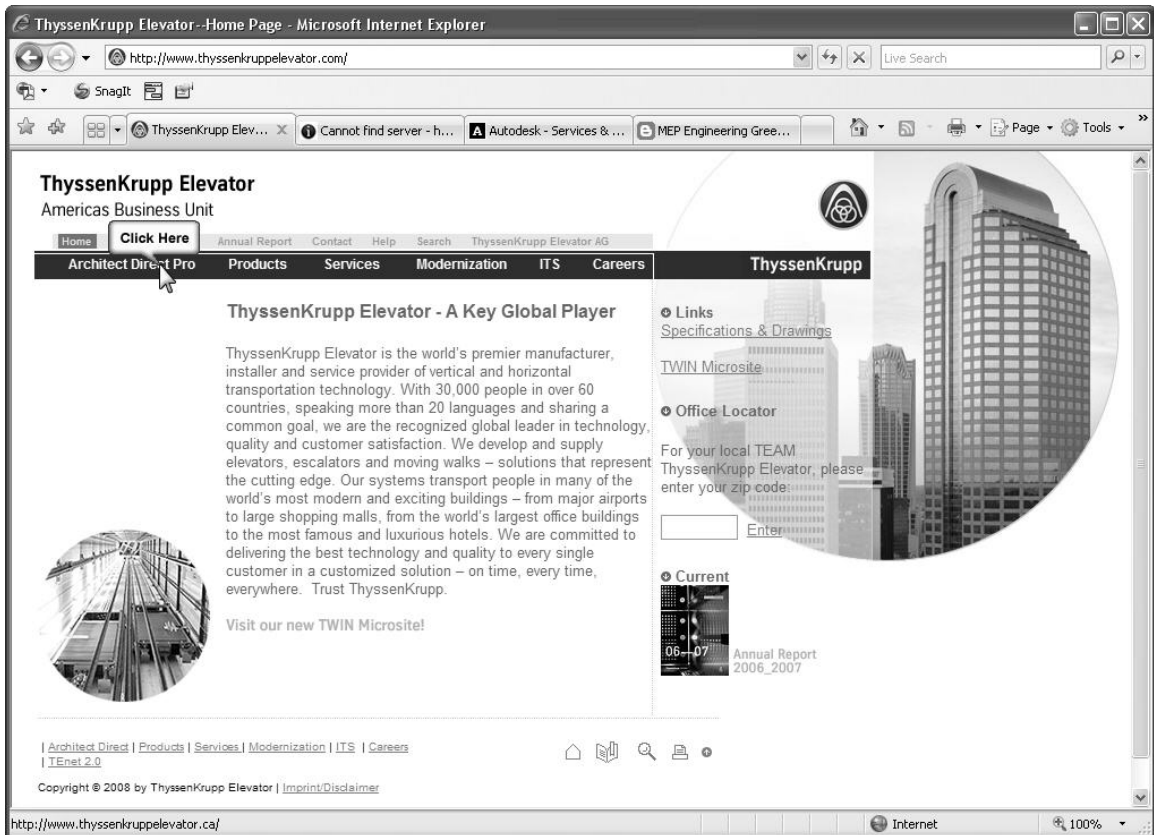 ThyssenKrupp Elevator--Home Page - Microsoft Internet Explorer
http://www.thyssenkruppelevator.com/
Live Search
SnagIt
ThyssenKrupp Elev...
Cannot find server - h...
Autodesk - Services & ...
MEP Engineering Gree...
Page
Tools
ThyssenKrupp Elevator
Americas Business Unit
Home
Click Here
Annual Report
Contact
Help
Search
ThyssenKrupp Elevator AG
Architect Direct Pro
Products
Services
Modernization
ITS
Careers
ThyssenKrupp
ThyssenKrupp Elevator - A Key Global Player
ThyssenKrupp Elevator is the world's premier manufacturer,
installer and service provider of vertical and horizontal
transportation technology. With 30,000 people in over 60
countries, speaking more than 20 languages and sharing a
common goal, we are the recognized global leader in technology,
quality and customer satisfaction. We develop and supply
elevators, escalators and moving walks – solutions that represent
the cutting edge. Our systems transport people in many of the
world's most modern and exciting buildings – from major airports
to large shopping malls, from the world's largest office buildings
to the most famous and luxurious hotels. We are committed to
delivering the best technology and quality to every single
customer in a customized solution – on time, every time,
everywhere. Trust ThyssenKrupp.
Visit our new TWIN Microsite!
Links
Specifications & Drawings
TWIN Microsite
Office Locator
For your local TEAM
ThyssenKrupp Elevator, please
enter your zip code:
Enter
Current
06—07
Annual Report
2006_2007
| Architect Direct | Products | Services | Modernization | ITS | Careers
| TEnet 2.0
Copyright © 2008 by ThyssenKrupp Elevator | Imprint/Disclaimer
http://www.thyssenkruppelevator.ca/
Internet
100%